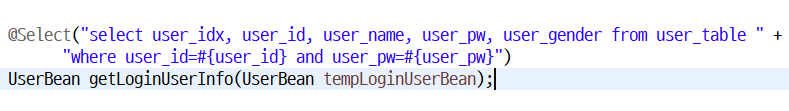 @Select("select user_idx, user_id, user_name, user_pw, user_gender from user_table " +
"where user_id=#{user_id} and user_pw=#{user_pw}")
UserBean getLoginUserInfo(UserBean tempLoginUserBean);